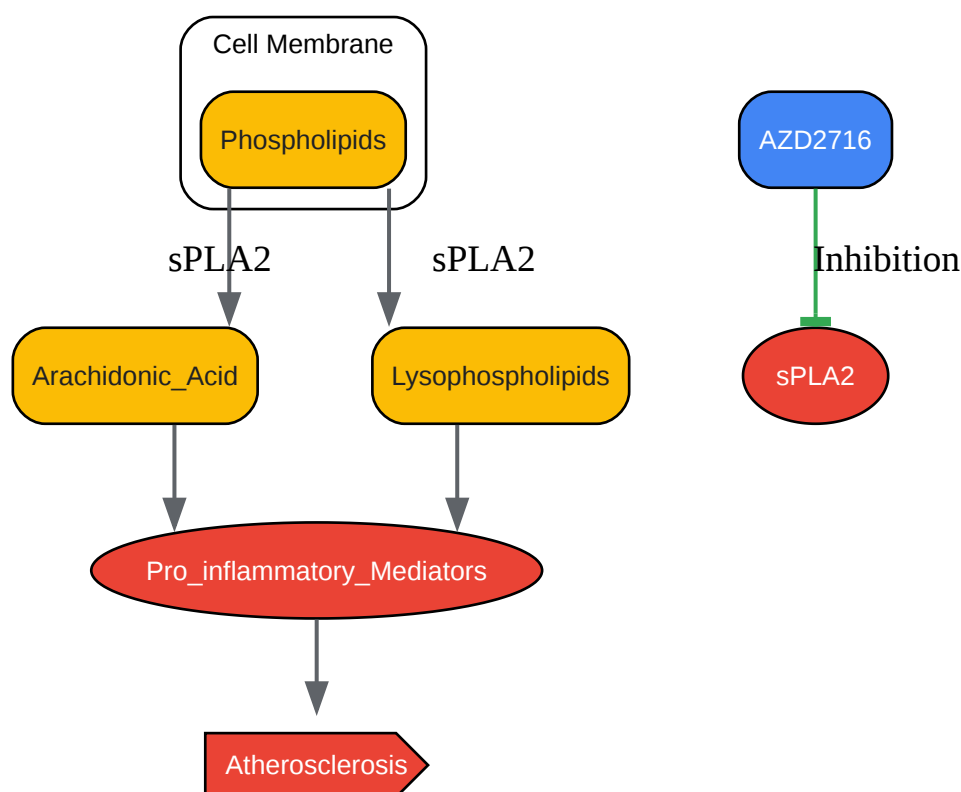 Cell Membrane
Phospholipids
AZD2716
sPLA2
sPLA2
Inhibition
Arachidonic_Acid
Lysophospholipids
sPLA2
Pro_inflammatory_Mediators
Atherosclerosis